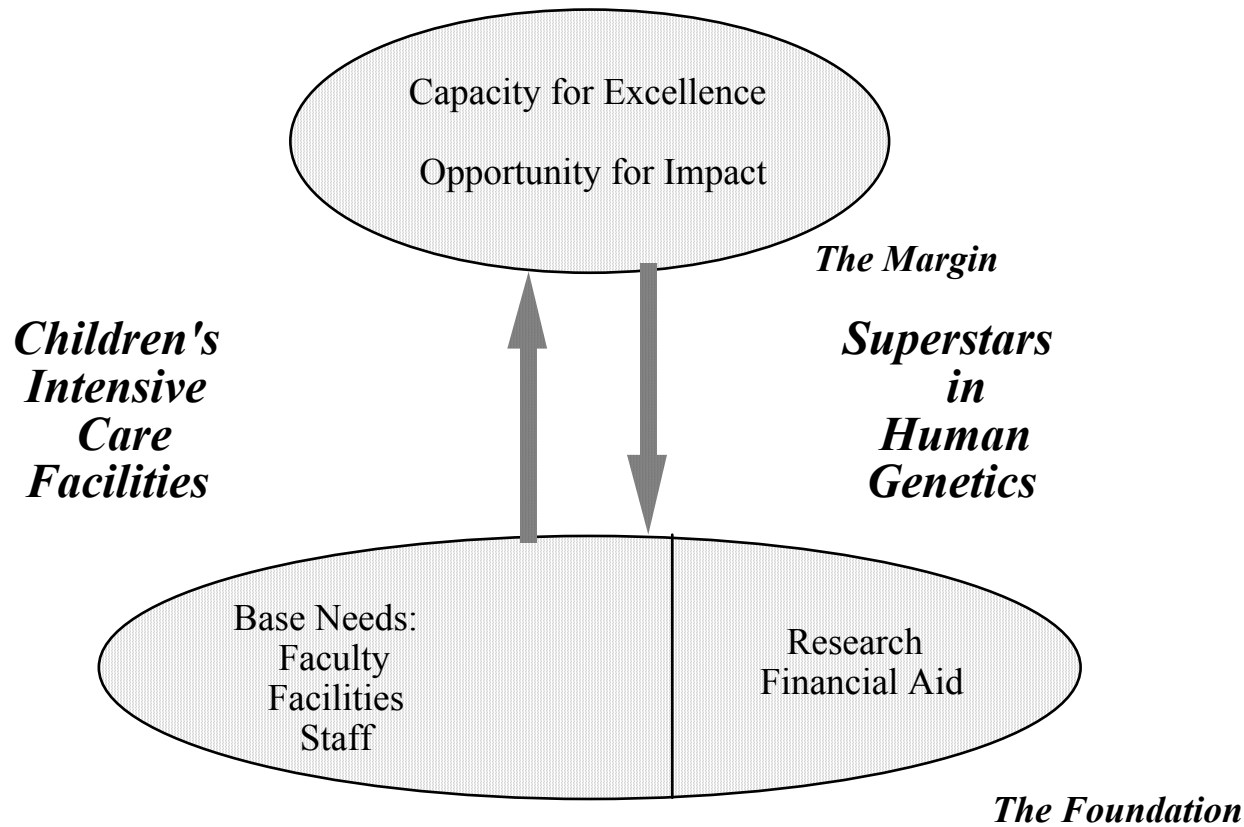 Capacity for Excellence
Opportunity for Impact
The Margin
Children's
Intensive
Care
Facilities
Superstars
in
Human
Genetics
Base Needs:
Faculty
Facilities
Staff
Research
Financial Aid
The Foundation